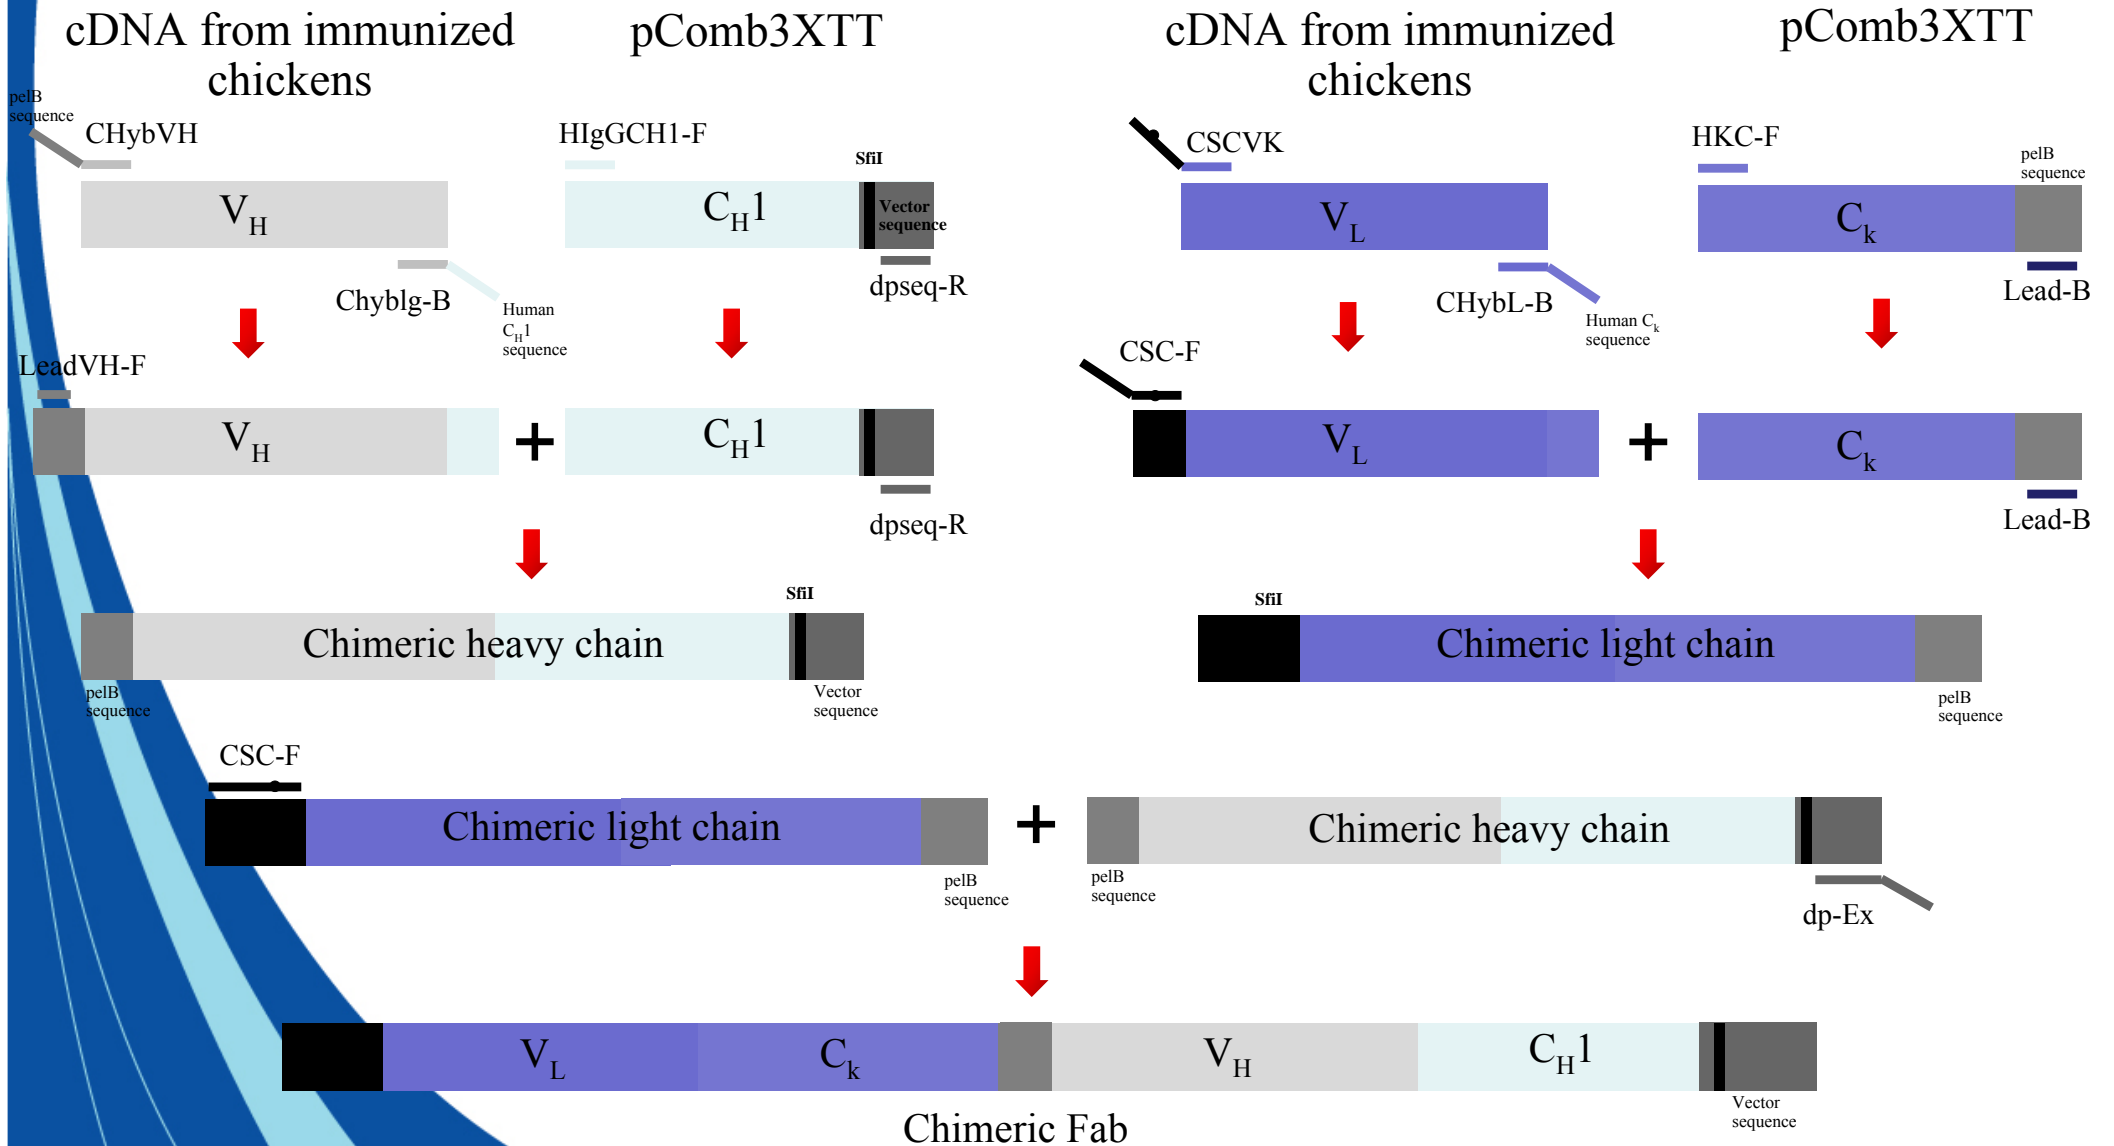 cDNA from immunized
chickens
pComb3XTT
cDNA from immunized
chickens
pComb3XTT
pelB
sequence
CHybVH
HIgGCH1-F
SfiI
CSCVK
HKC-F
pelB
sequence
VH
CH1
Vector
sequence
VL
Ck
Chyblg-B
Human
CH1
sequence
dpseq-R
CHybL-B
Human Ck
sequence
Lead-B
LeadVH-F
CSC-F
VH
+
CH1
VL
+
Ck
dpseq-R
Lead-B
SfiI
SfiI
Chimeric heavy chain
Chimeric light chain
pelB
sequence
Vector
sequence
pelB
sequence
CSC-F
Chimeric light chain
+
Chimeric heavy chain
pelB
sequence
pelB
sequence
dp-Ex
VL
Ck
VH
CH1
Vector
sequence
Chimeric Fab